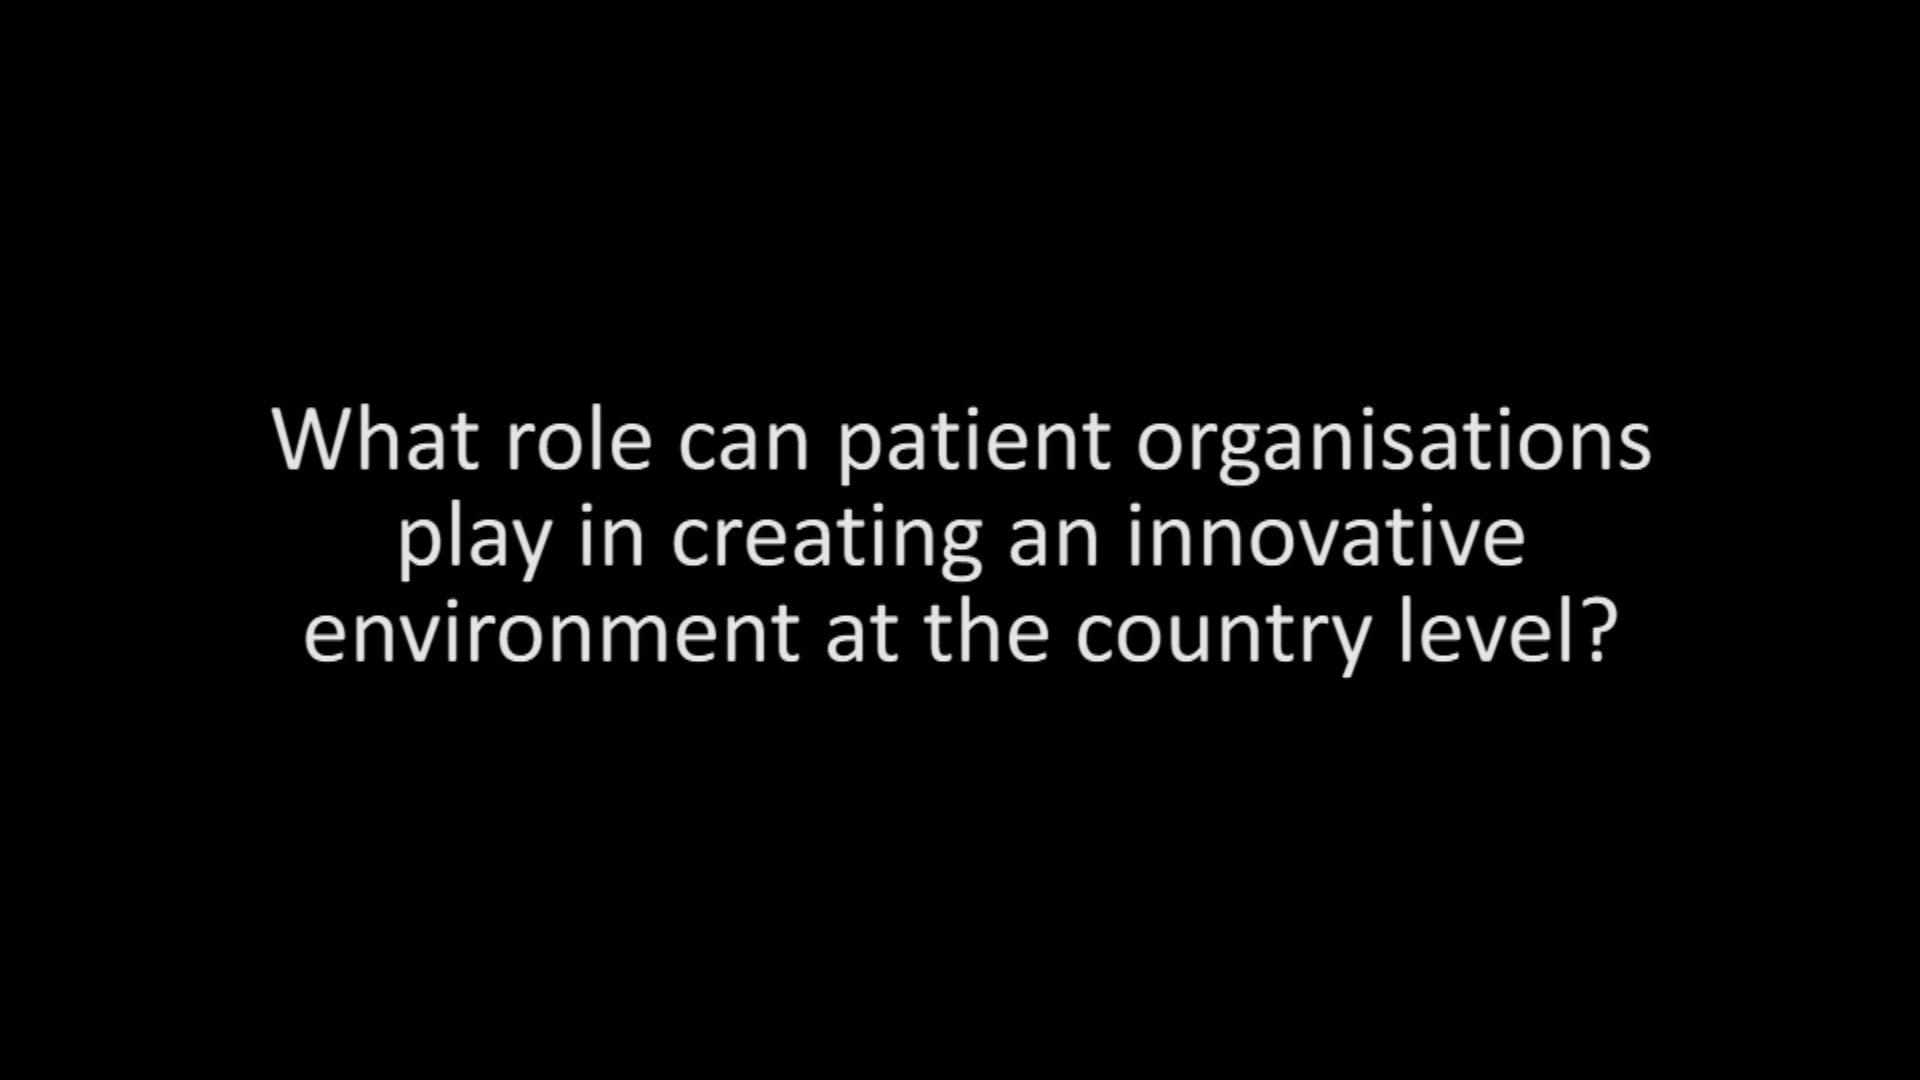 What role can patient organisations
play in creating an innovative
environment at the country level?